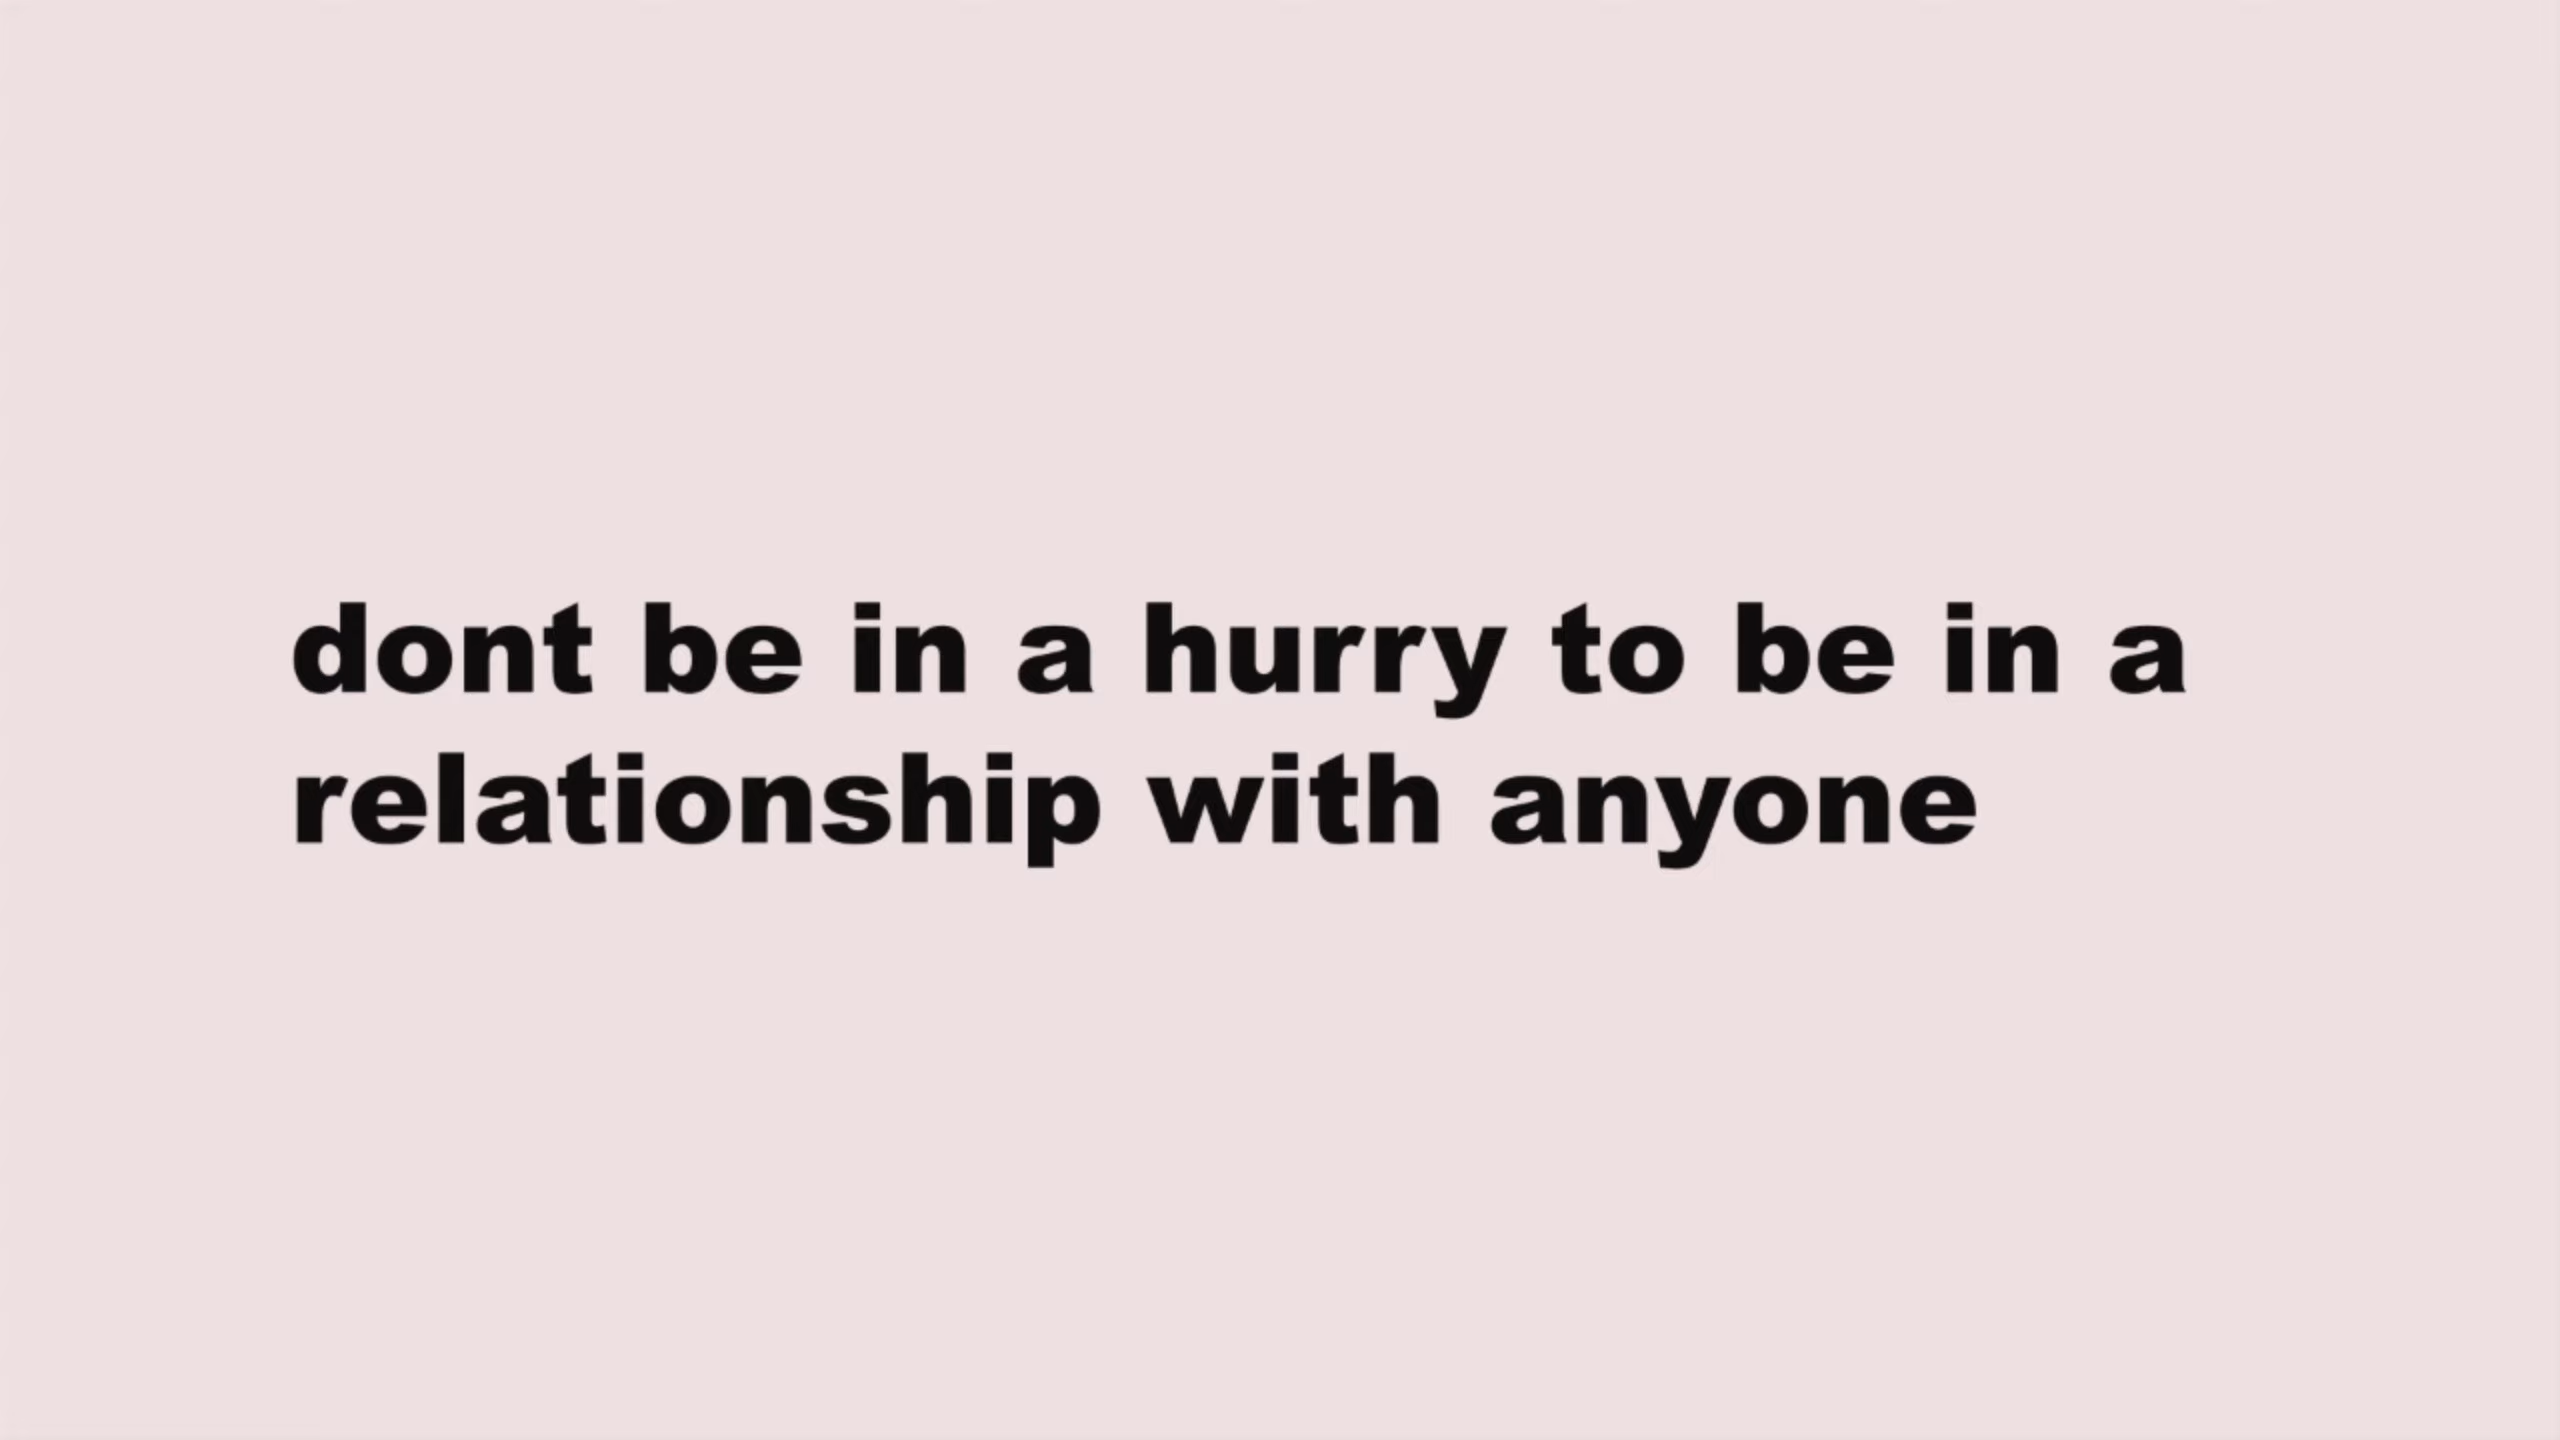 dont be in a hurry to be in a
relationship with anyone